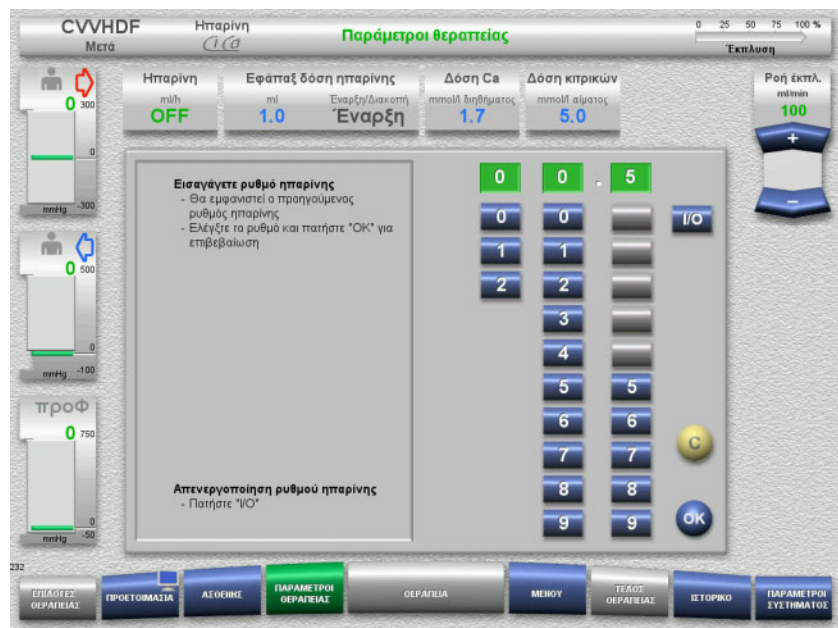 CVVHDF
Μετά
Ηπαρίνη
Ci Ca
Παράμετροι θεραπείας
0 25 50 75 100 %
Έκπλυση
Ηπαρίνη
ml/h
OFF
Εφάπαξ δόση ηπαρίνης
ml Έναρξη/Διακοπή
1.0 Έναρξη
Δόση Ca
mmol/l διηθήματος
1.7
Δόση κιτρικών
mmol/l αίματος
5.0
Ροή έκπλ.
ml/min
100
+
–
0 300
0
mmHg -300
0 500
0
mmHg -100
προΦ
0 750
0
mmHg -50
Εισαγάγετε ρυθμό ηπαρίνης
- Θα εμφανιστεί ο προηγούμενος
ρυθμός ηπαρίνης
- Ελέγξτε το ρυθμό και πατήστε "OK" για
επιβεβαίωση
Απενεργοποίηση ρυθμού ηπαρίνης
- Πατήστε "I/O"
0 0 . 5
0 0 I/O
1 1
2 2
3
4
5 5
6 6
7 7
C
8 8
9 9
OK
232
ΕΠΙΛΟΓΕΣ
ΘΕΡΑΠΕΙΑΣ
ΠΡΟΕΤΟΙΜΑΣΙΑ
ΑΣΘΕΝΗΣ
ΠΑΡΑΜΕΤΡΟΙ
ΘΕΡΑΠΕΙΑΣ
ΘΕΡΑΠΕΙΑ
ΜΕΝΟΥ
ΤΕΛΟΣ
ΘΕΡΑΠΕΙΑΣ
ΙΣΤΟΡΙΚΟ
ΠΑΡΑΜΕΤΡΟΙ
ΣΥΣΤΗΜΑΤΟΣ